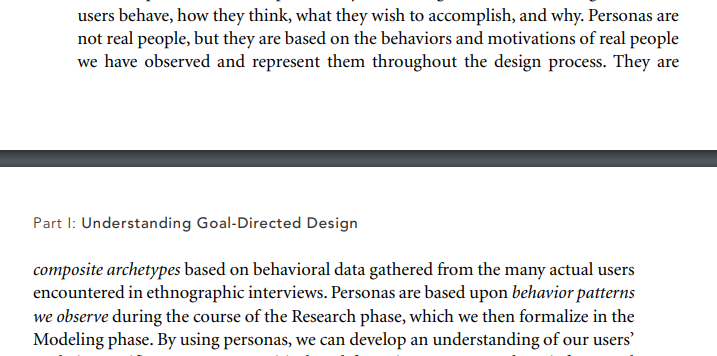 users behave, how they think, what they wish to accomplish, and why. Personas are
not real people, but they are based on the behaviors and motivations of real people
we have observed and represent them throughout the design process. They are
Part I: Understanding Goal-Directed Design
composite archetypes based on behavioral data gathered from the many actual users
encountered in ethnographic interviews. Personas are based upon behavior patterns
we observe during the course of the Research phase, which we then formalize in the
Modeling phase. By using personas, we can develop an understanding of our users’